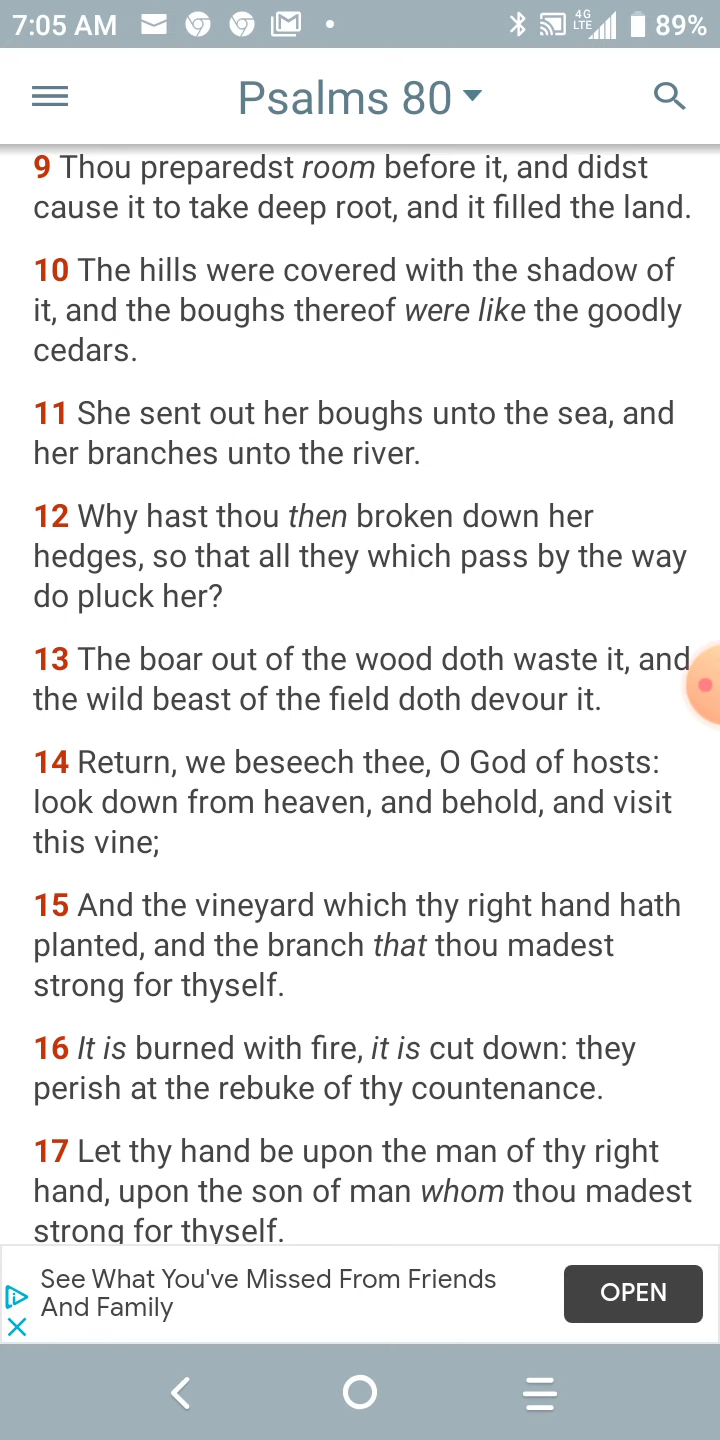 7:05 AM
4G
LTE
89%
Psalms 80
9 Thou preparedst room before it, and didst
cause it to take deep root, and it filled the land.
10 The hills were covered with the shadow of
it, and the boughs thereof were like the goodly
cedars.
11 She sent out her boughs unto the sea, and
her branches unto the river.
12 Why hast thou then broken down her
hedges, so that all they which pass by the way
do pluck her?
13 The boar out of the wood doth waste it, and
the wild beast of the field doth devour it.
14 Return, we beseech thee, O God of hosts:
look down from heaven, and behold, and visit
this vine;
15 And the vineyard which thy right hand hath
planted, and the branch that thou madest
strong for thyself.
16 It is burned with fire, it is cut down: they
perish at the rebuke of thy countenance.
17 Let thy hand be upon the man of thy right
hand, upon the son of man whom thou madest
strong for thyself.
See What You've Missed From Friends
And Family
OPEN